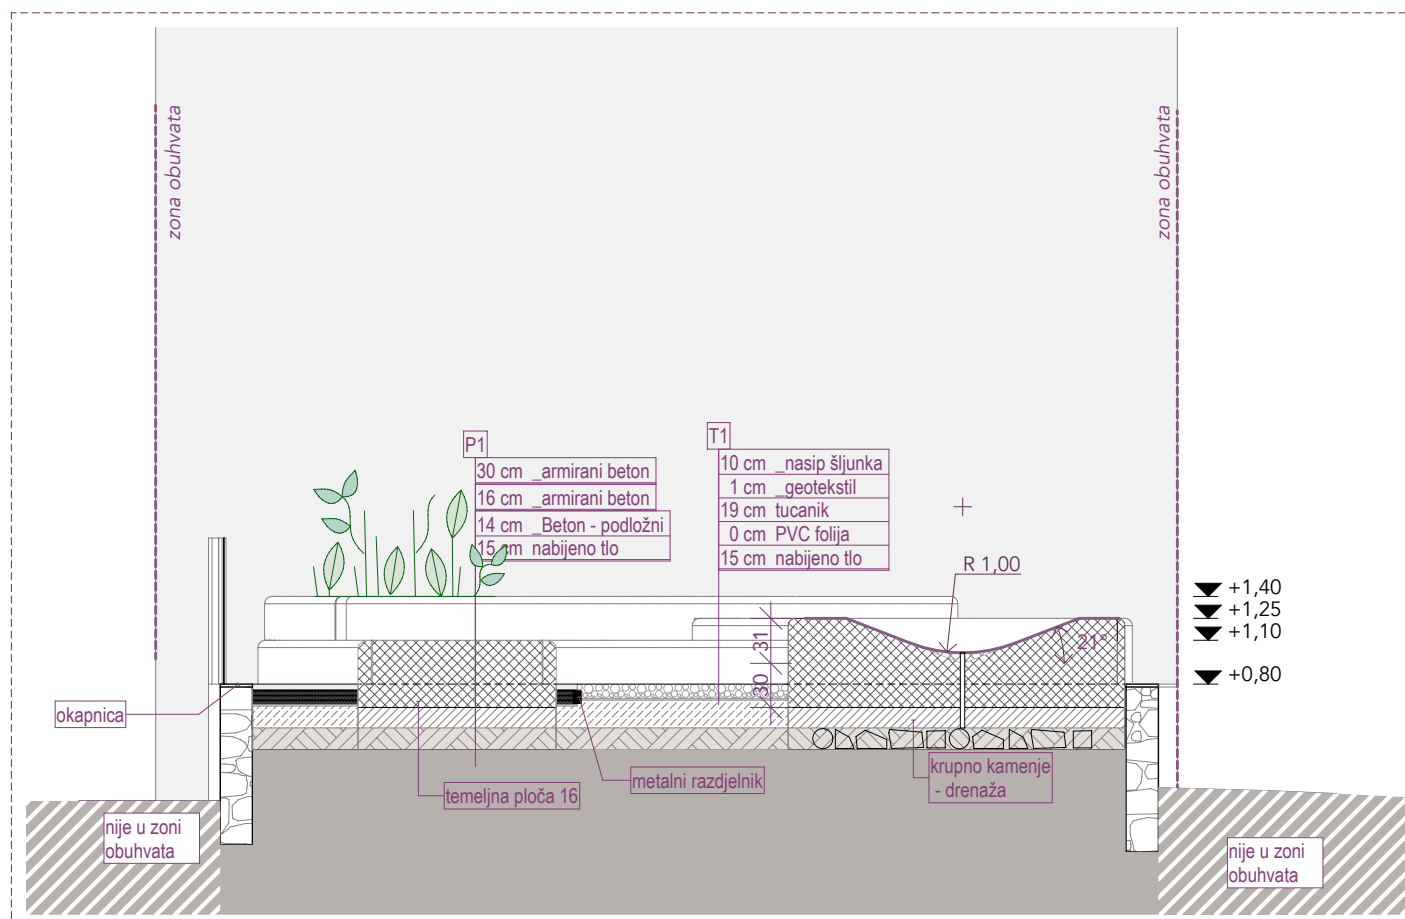 zona obuhvata
zona obuhvata
P1
30 cm _armirani beton
16 cm _armirani beton
14 cm _Beton - podložni
15 cm nabijeno tlo
T1
10 cm _nasip šljunka
1 cm _geotekstil
19 cm tucanik
0 cm PVC folija
15 cm nabijeno tlo
R 1,00
+1,40
+1,25
+1,10
+0,80
31
30
21°
okapnica
temeljna ploča 16
metalni razdjelnik
krupno kamenje
- drenaža
nije u zoni
obuhvata
nije u zoni
obuhvata